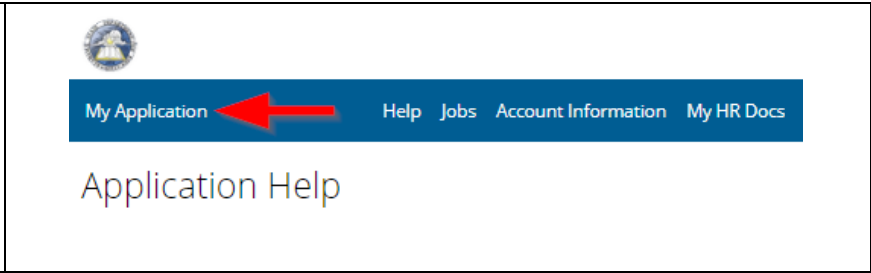 My Application Help Jobs Account Information My HR Docs
Application Help